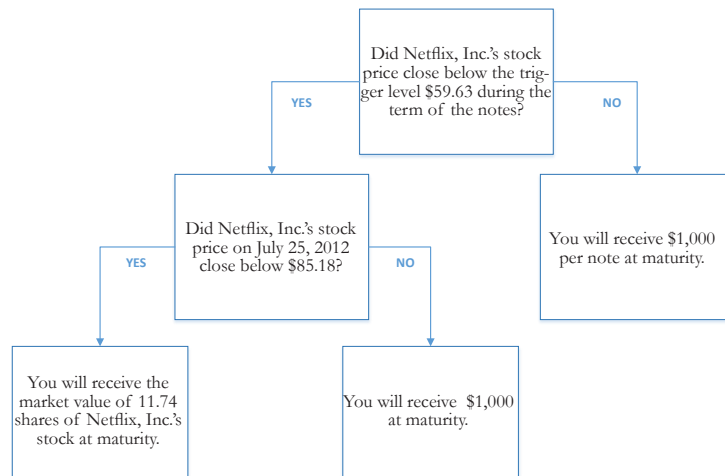 Did Netflix, Inc.'s stock
price close below the trig-
ger level $59.63 during the
term of the notes?
YES
NO
Did Netflix, Inc.'s stock
price on July 25, 2012
close below $85.18?
You will receive $1,000
per note at maturity.
YES
NO
You will receive the
market value of 11.74
shares of Netflix, Inc.'s
stock at maturity.
You will receive $1,000
at maturity.